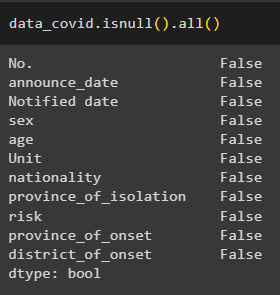 data_covid.isnull().all()
No. False
announce_date False
Notified date False
sex False
age False
Unit False
nationality False
province_of_isolation False
risk False
province_of_onset False
district_of_onset False
dtype: bool